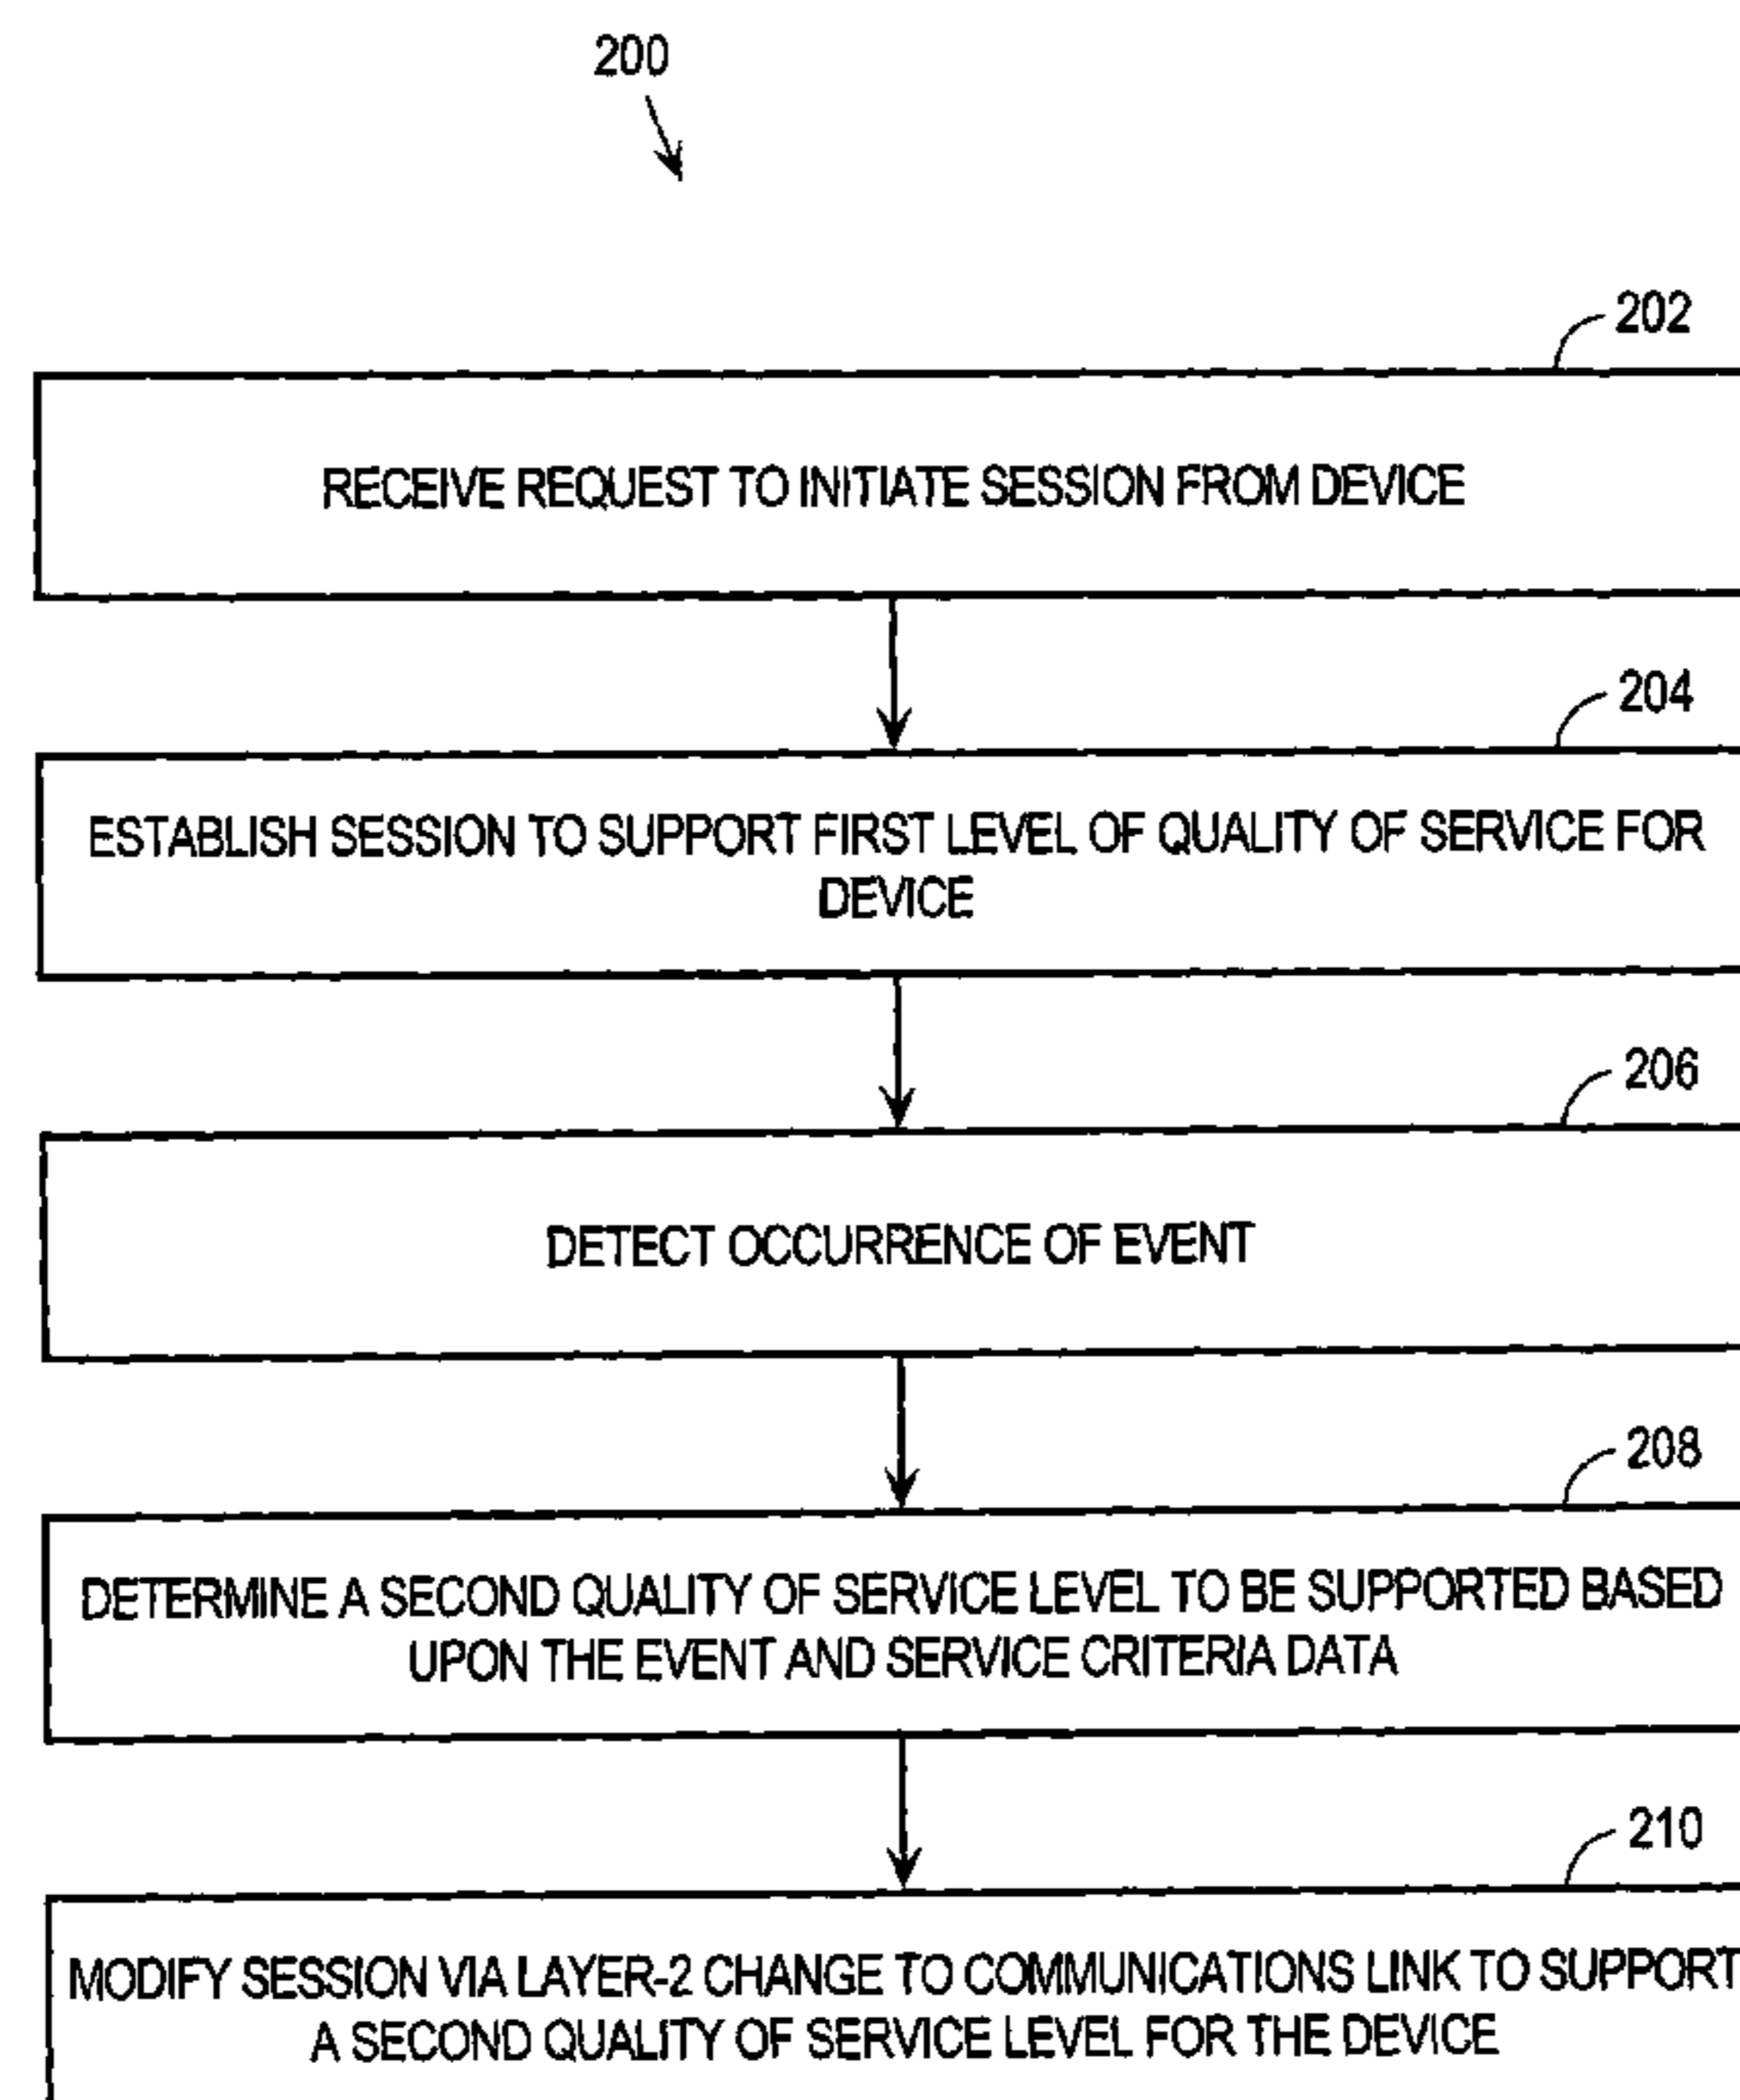 200
202
RECEIVE REQUEST TO INITIATE SESSION FROM DEVICE
204
ESTABLISH SESSION TO SUPPORT FIRST LEVEL OF QUALITY OF SERVICE FOR
DEVICE
206
DETECT OCCURRENCE OF EVENT
208
DETERMINE A SECOND QUALITY OF SERVICE LEVEL TO BE SUPPORTED BASED
UPON THE EVENT AND SERVICE CRITERIA DATA
210
MODIFY SESSION VIA LAYER-2 CHANGE TO COMMUNICATIONS LINK TO SUPPORT
A SECOND QUALITY OF SERVICE LEVEL FOR THE DEVICE